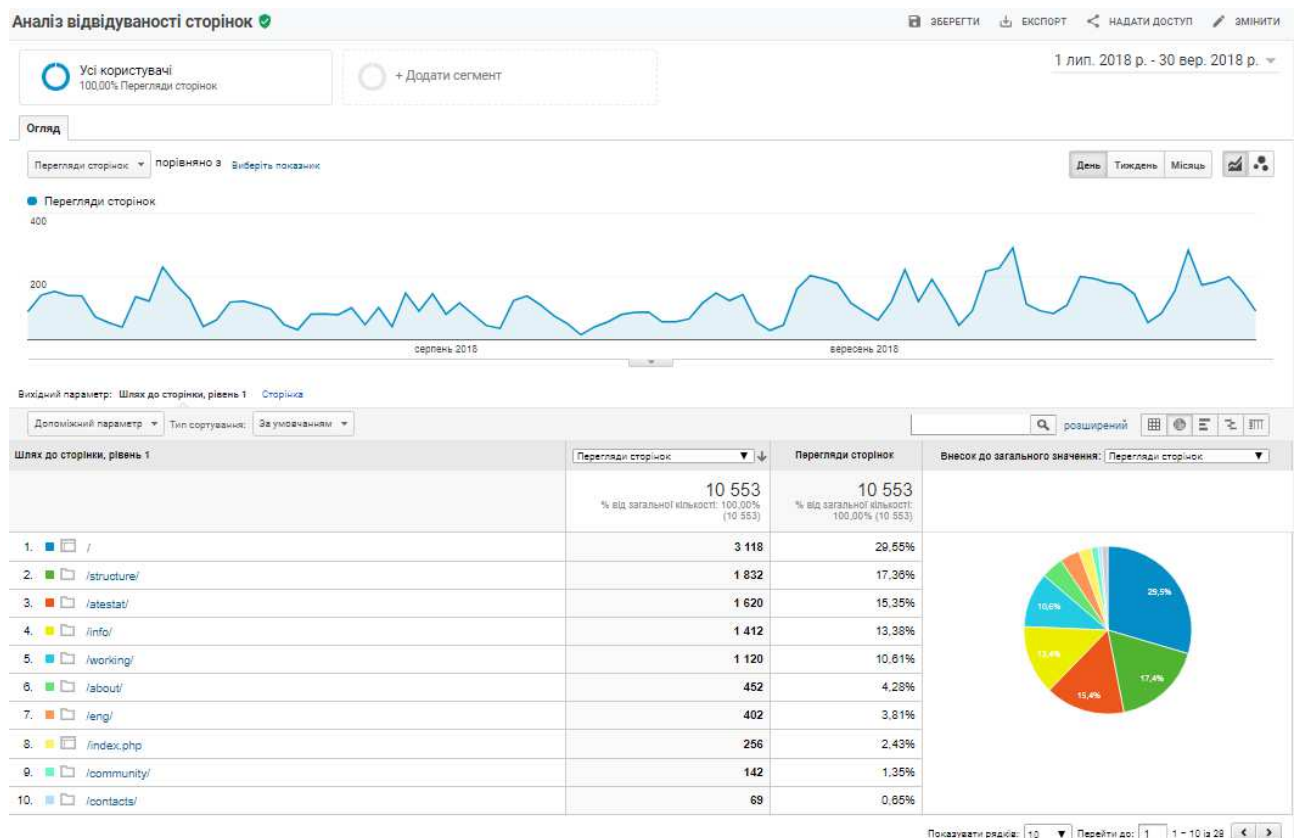 Аналіз відвідуваності сторінок
ЗБЕРЕГТИ ЕКСПОРТ НАДАТИ ДОСТУП ЗМІНИТИ
Усі користувачі
100,00% Перегляди сторінок
+ Додати сегмент
1 лип. 2018 р. - 30 вер. 2018 р.
Огляд
Перегляди сторінок порівняно з Виберіть показник
День Тиждень Місяць
Перегляди сторінок
400
200
серпень 2018 вересень 2018
Вихідний параметр: Шлях до сторінки, рівень 1 Сторінка
Допоміжний параметр Тип сортування: За умовчанням розширений
Шлях до сторінки, рівень 1 Перегляди сторінок Перегляди сторінок Внесок до загального значення: Перегляди сторінок
10 553 10 553
% від загальної кількості: 100,00% (10 553) % від загальної кількості: 100,00% (10 553)
1. / 3 118 29,55%
2. /structure/ 1 832 17,36%
3. /atestat/ 1 620 15,35%
4. /info/ 1 412 13,38%
5. /working/ 1 120 10,61%
6. /about/ 452 4,28%
7. /eng/ 402 3,81%
8. /index.php 256 2,43%
9. /community/ 142 1,35%
10. /contacts/ 69 0,65%
29,5%
17,4%
15,4%
13,4%
10,6%
Показувати рядків: 10 Перейти до: 1 1 - 10 із 28